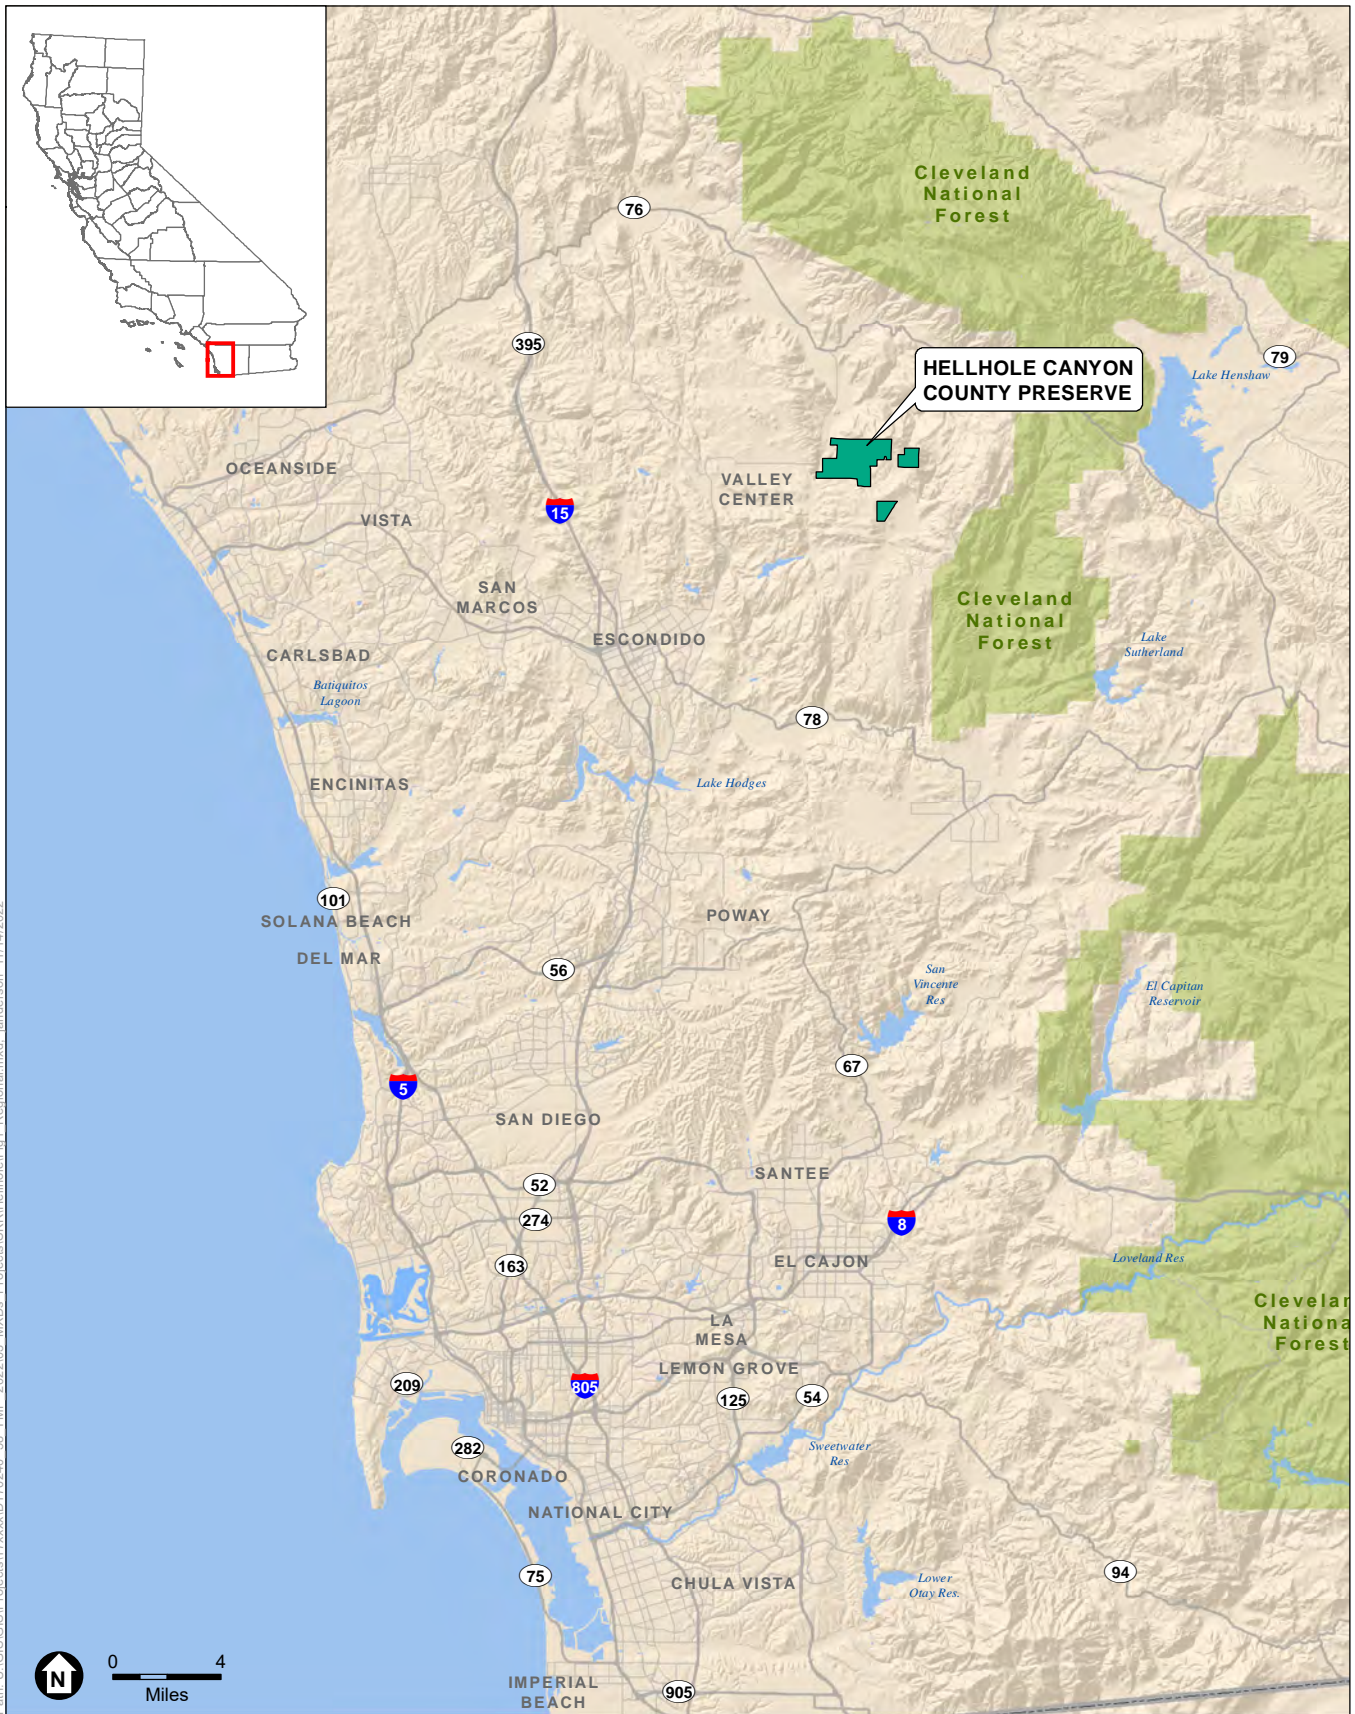 Cleveland
National
Forest
76
395
79
HELLHOLE CANYON
COUNTY PRESERVE
Lake Henshaw
OCEANSIDE
VALLEY
CENTER
15
VISTA
SAN
MARCOS
Cleveland
National
Forest
ESCONDIDO
Lake
Sutherland
CARLSBAD
Batiquitos
Lagoon
78
ENCINITAS
Lake Hodges
101
SOLANA BEACH
POWAY
DEL MAR
56
San
Vincente
Res
El Capitan
Reservoir
67
5
SAN DIEGO
SANTEE
52
274
8
163
EL CAJON
Loveland Res
Clevelan
Nationa
Forest
LA
MESA
LEMON GROVE
209
805
125
54
282
Sweetwater
Res
CORONADO
NATIONAL CITY
75
CHULA VISTA
Lower
Otay Res.
94
N
0 4
Miles
IMPERIAL
BEACH
905